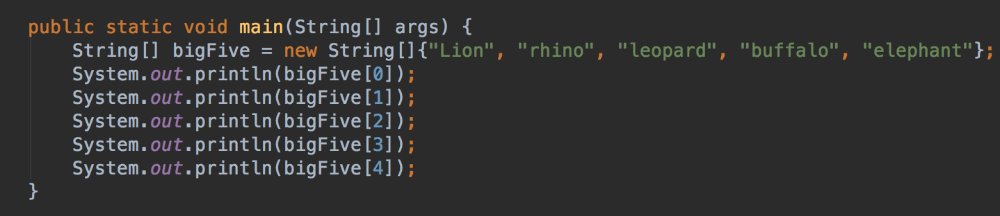 public static void main(String[] args) {
    String[] bigFive = new String[]{"Lion", "rhino", "leopard", "buffalo", "elephant"};
    System.out.println(bigFive[0]);
    System.out.println(bigFive[1]);
    System.out.println(bigFive[2]);
    System.out.println(bigFive[3]);
    System.out.println(bigFive[4]);
}